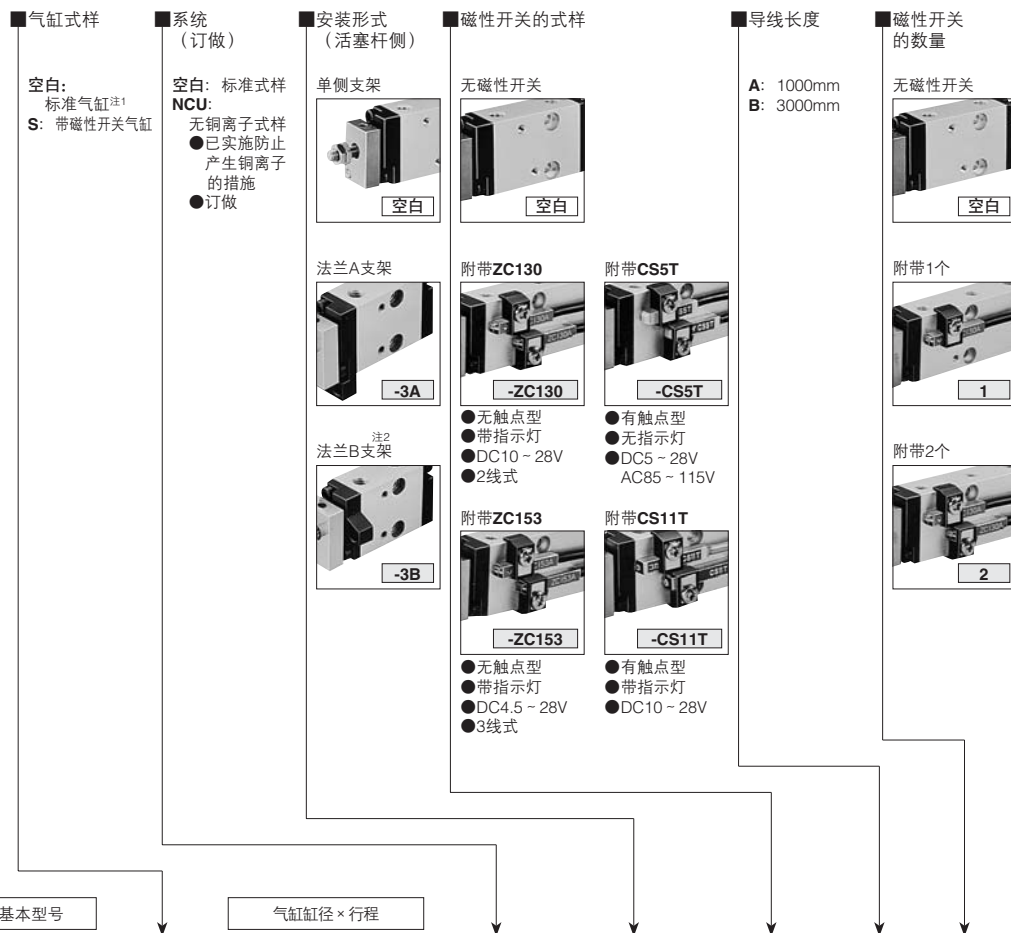 ■气缸式样
空白:
标准气缸注1
S: 带磁性开关气缸
■系统
（订做）
空白: 标准式样
NCU:
无铜离子式样
●已实施防止
产生铜离子
的措施
●订做
■安装形式
（活塞杆侧）
单侧支架
空白
法兰A支架
-3A
注2
法兰B支架
-3B
■磁性开关的式样
无磁性开关
空白
附带ZC130
ZC130A
-ZC130
●无触点型
●带指示灯
●DC10~28V
●2线式
附带CS5T
CS5T
-CS5T
●有触点型
●无指示灯
●DC5~28V
AC85~115V
附带ZC153
ZC153A
-ZC153
●无触点型
●带指示灯
●DC4.5~28V
●3线式
附带CS11T
-CS11T
●有触点型
●带指示灯
●DC10~28V
■导线长度
A: 1000mm
B: 3000mm
■磁性开关
的数量
无磁性开关
空白
附带1个
1
附带2个
ZC130A
2
基本型号
气缸缸径×行程